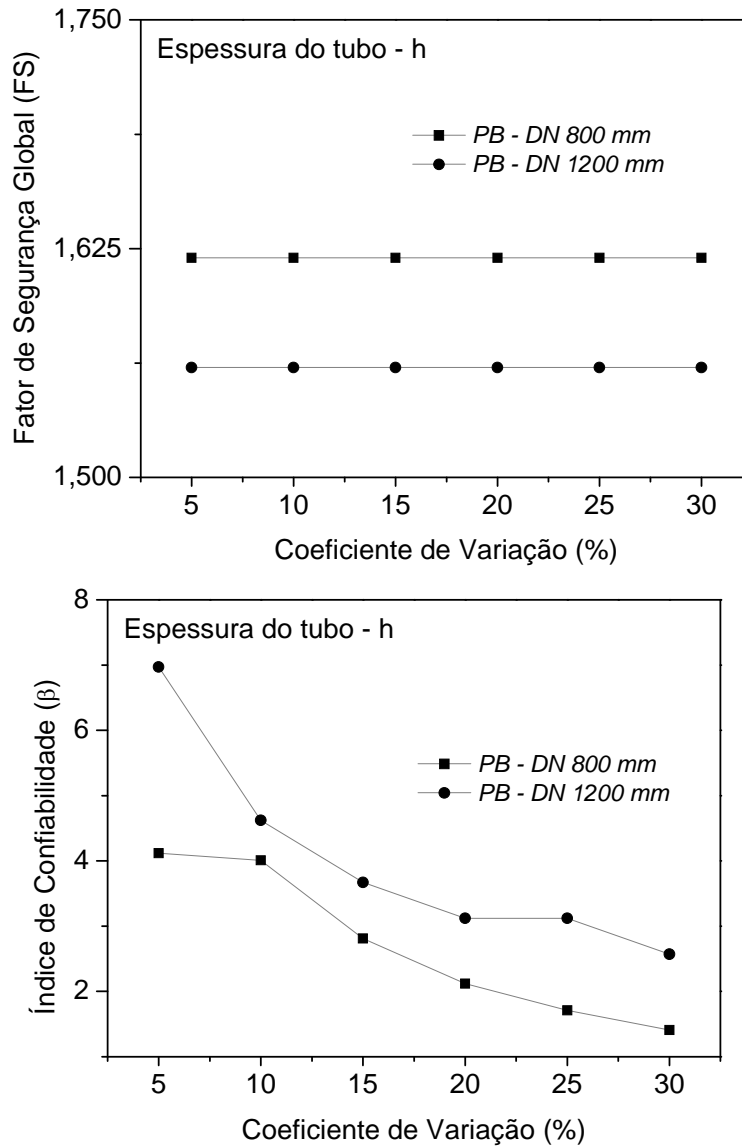 1,750
Espessura do tubo - h
PB - DN 800 mm
PB - DN 1200 mm
1,625
1,500
Fator de Segurança Global (FS)
5 10 15 20 25 30
Coeficiente de Variação (%)
8
Espessura do tubo - h
6
PB - DN 800 mm
PB - DN 1200 mm
4
2
Índice de Confiabilidade (β)
5 10 15 20 25 30
Coeficiente de Variação (%)